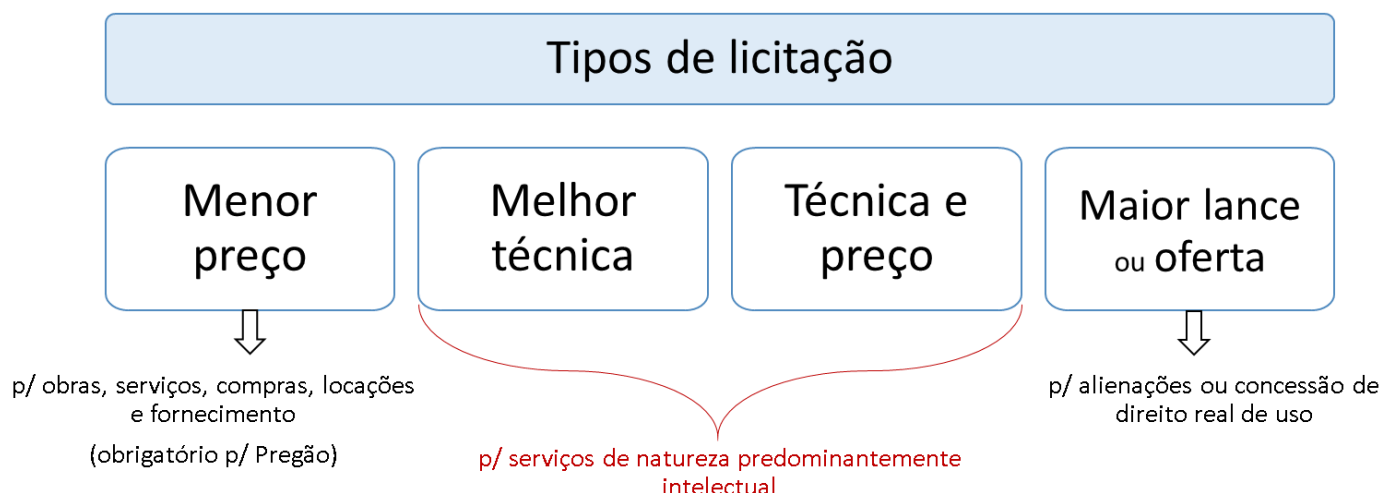 Tipos de licitação
Menor
preço
Melhor
técnica
Técnica e
preço
Maior lance
ou oferta
p/ obras, serviços, compras, locações
e fornecimento
(obrigatório p/ Pregão)
p/ serviços de natureza predominantemente
intelectual
p/ alienações ou concessão de
direito real de uso